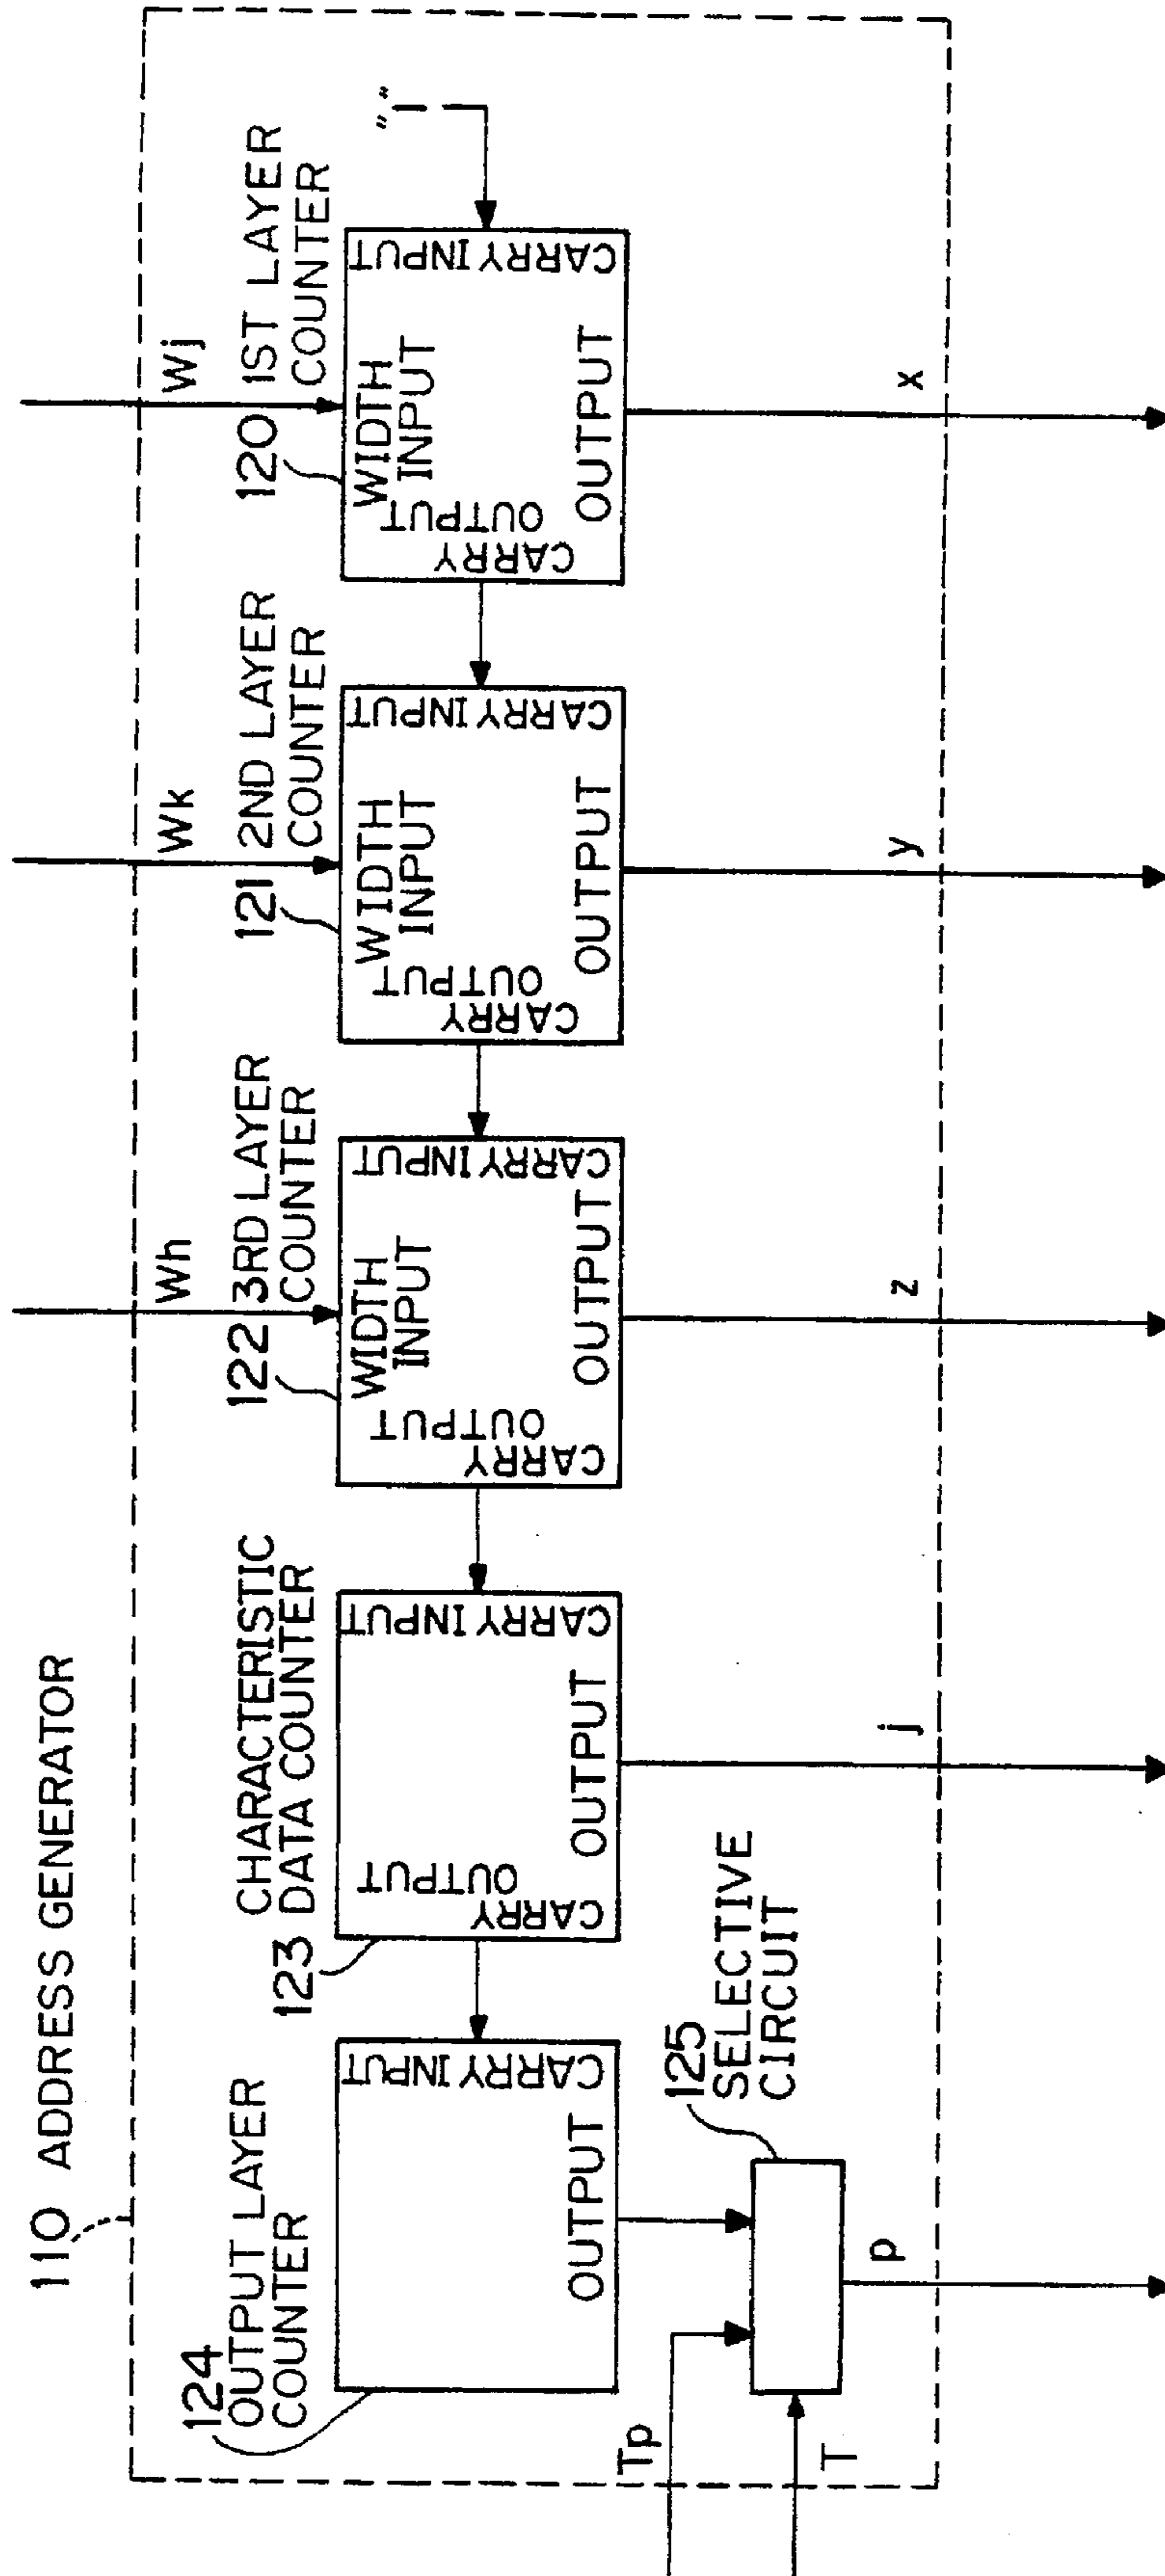 110 ADDRESS GENERATOR
124
OUTPUT LAYER
COUNTER
CARRY INPUT
OUTPUT
CHARACTERISTIC
123 DATA COUNTER
CARRY
OUTPUT
CARRY INPUT
OUTPUT
Wh
122 3RD LAYER
COUNTER
WIDTH
INPUT
CARRY
OUTPUT
CARRY INPUT
OUTPUT
Wk
121 2ND LAYER
COUNTER
WIDTH
INPUT
CARRY
OUTPUT
CARRY INPUT
OUTPUT
Wj
120 1ST LAYER
COUNTER
WIDTH
INPUT
CARRY
OUTPUT
CARRY INPUT
OUTPUT
"1"
125
SELECTIVE
CIRCUIT
Tp
T
p
j
z
y
x